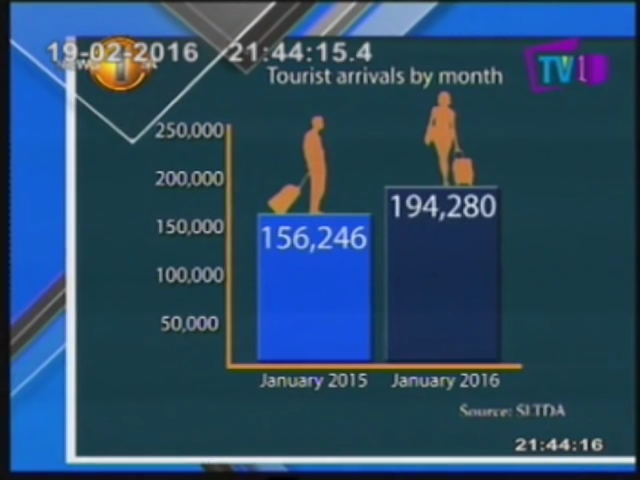 19-02-2016 21:44:15.4
1
TV1
Tourist arrivals by month
250,000
200,000
150,000
100,000
50,000
156,246
194,280
January 2015
January 2016
Source: SLTDA
21:44:16